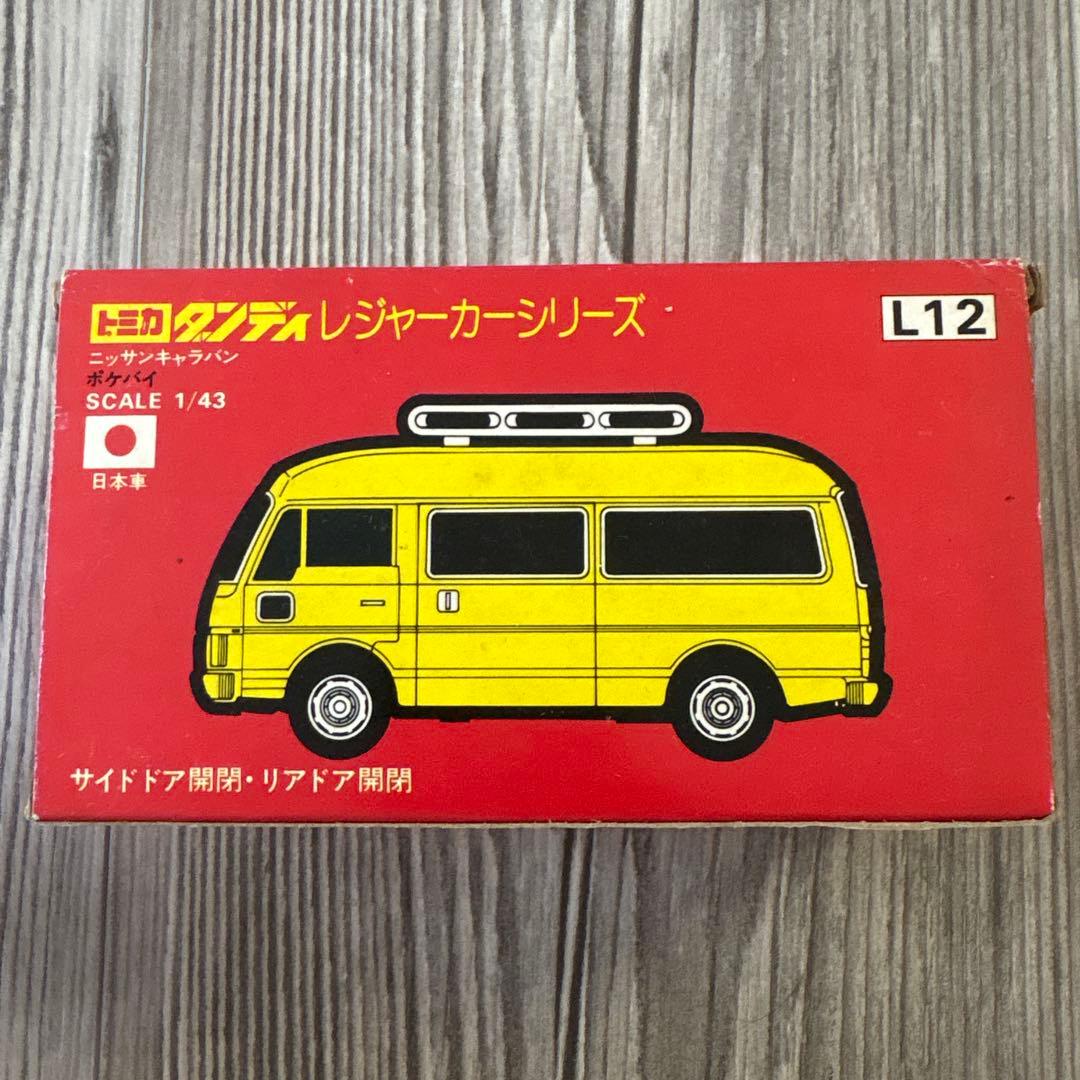 トミカダンディレジャーカーシリーズ
L12
ニッサンキャラバン
ポケバイ
SCALE 1/43
日本車
サイドドア開閉・リアドア開閉